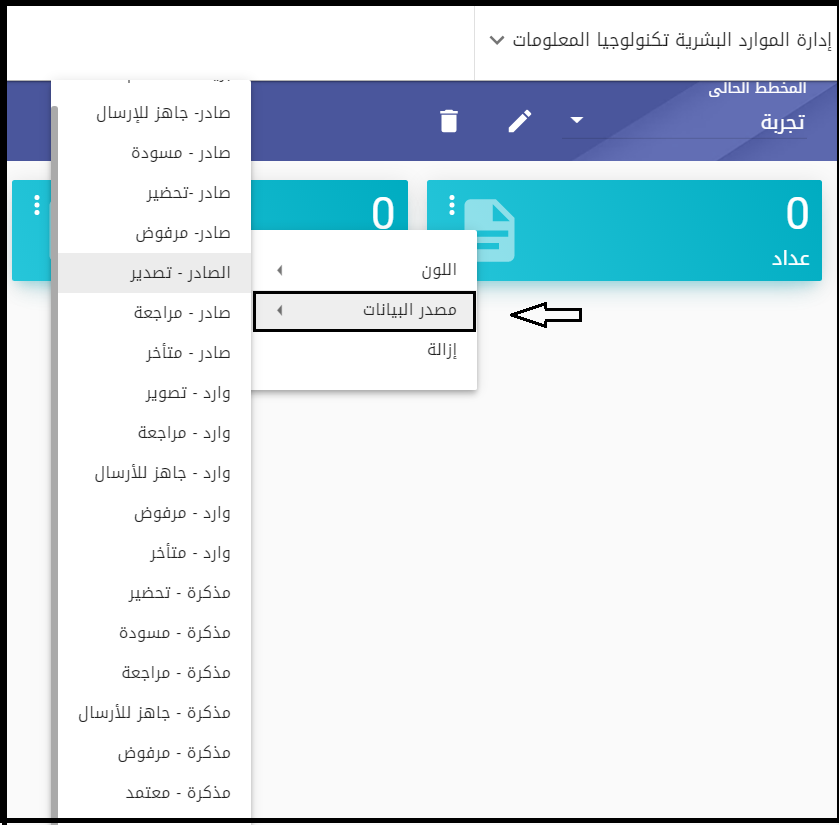 إدارة الموارد البشرية تكنولوجيا المعلومات
المخطط الحالى
تجربة
0
عداد
0
اللون
مصدر البيانات
إزالة
صادر- جاهز للإرسال
صادر - مسودة
صادر -تحضير
صادر- مرفوض
الصادر - تصدير
صادر - مراجعة
صادر - متأخر
وارد - تصوير
وارد - مراجعة
وارد - جاهز للأرسال
وارد - مرفوض
وارد - متأخر
مذكرة - تحضير
مذكرة - مسودة
مذكرة - مراجعة
مذكرة - جاهز للأرسال
مذكرة - مرفوض
مذكرة - معتمد